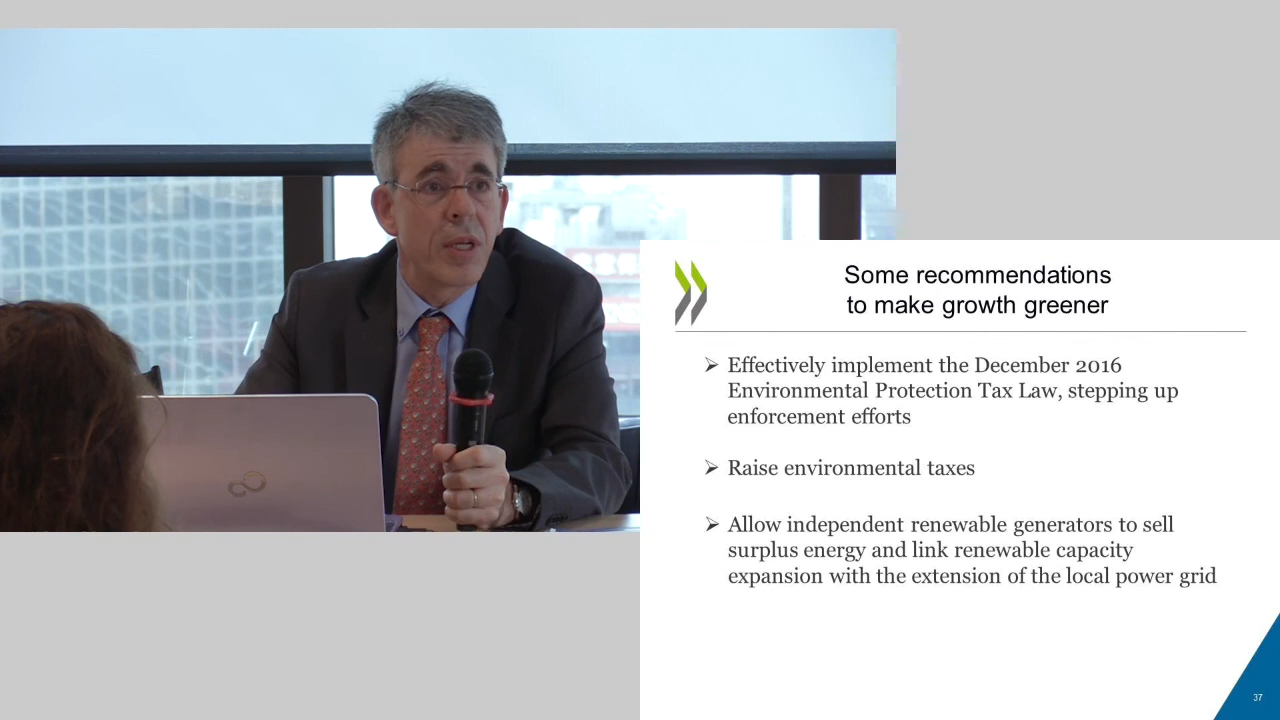 Some recommendations
to make growth greener
➢ Effectively implement the December 2016
Environmental Protection Tax Law, stepping up
enforcement efforts
➢ Raise environmental taxes
➢ Allow independent renewable generators to sell
surplus energy and link renewable capacity
expansion with the extension of the local power grid
37